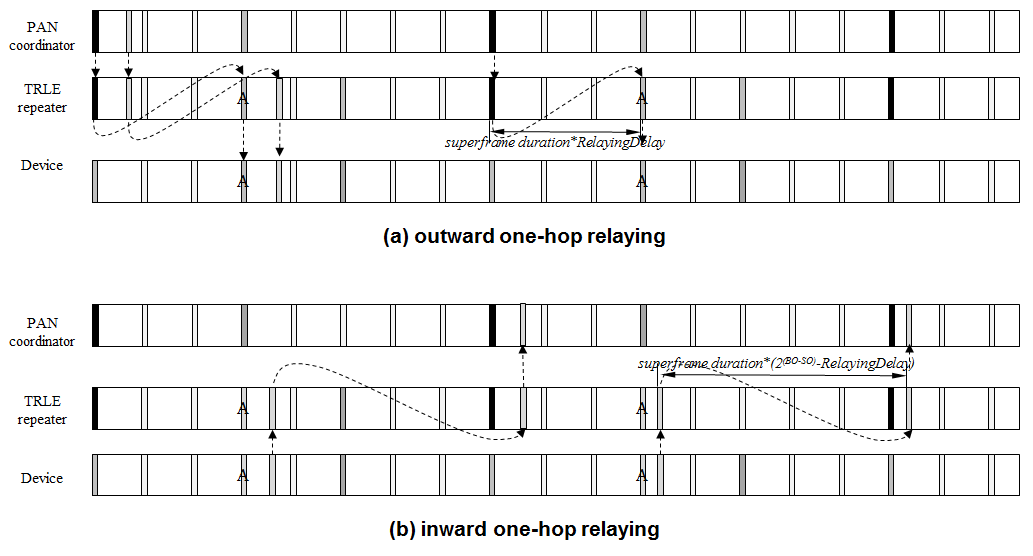 PAN
coordinator
TRLE
repeater
A
A
superframe duration*RelayingDelay
Device
A
A
(a) outward one-hop relaying
PAN
coordinator
superframe duration*(2(BO-SO)-RelayingDelay)
TRLE
repeater
A
A
Device
A
A
(b) inward one-hop relaying